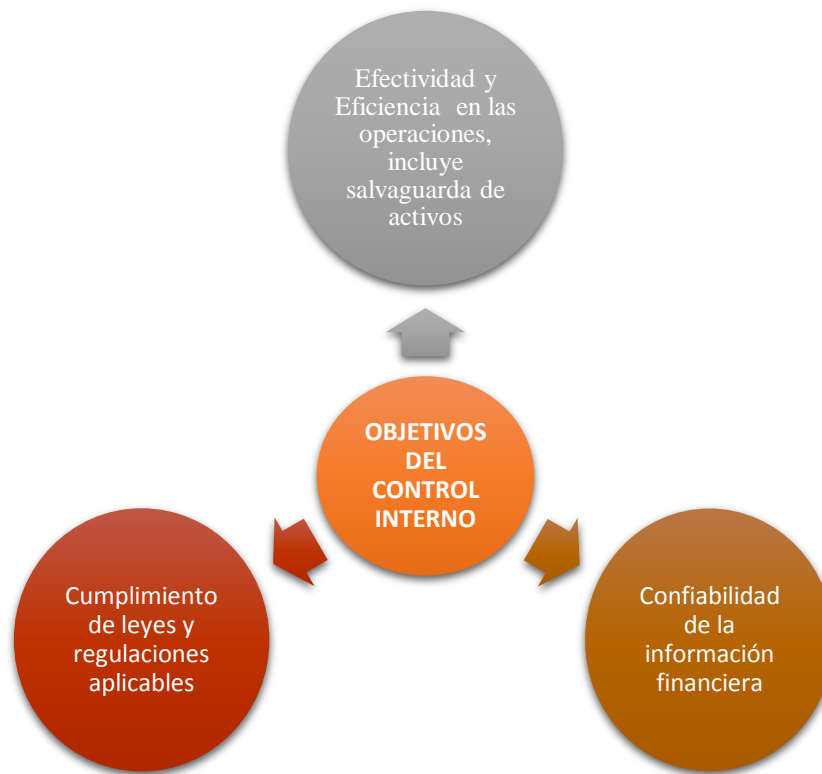 Efectividad y
Eficiencia en las
operaciones,
incluye
salvaguarda de
activos
OBJETIVOS
DEL
CONTROL
INTERNO
Cumplimiento
de leyes y
regulaciones
aplicables
Confiabilidad
de la
información
financiera